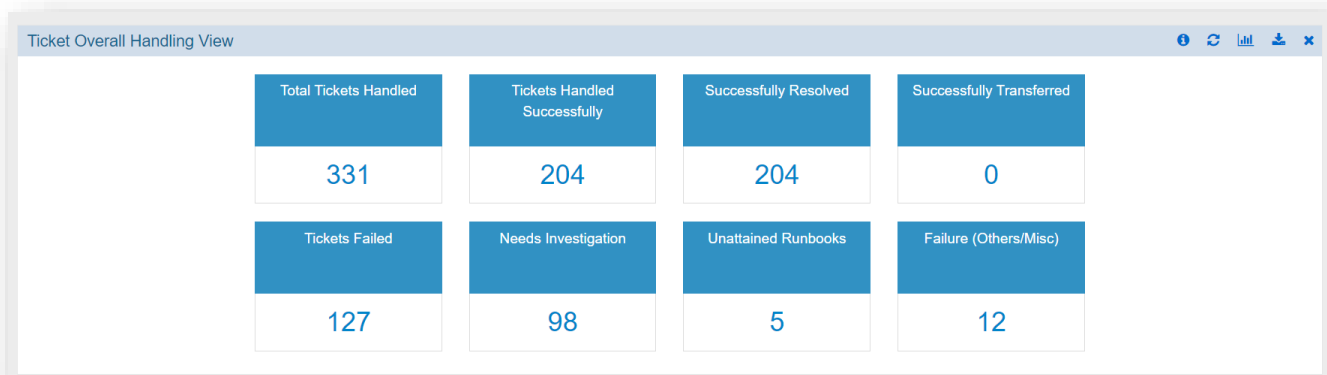 Ticket Overall Handling View
Total Tickets Handled
331
Tickets Handled
Successfully
204
Successfully Resolved
204
Successfully Transferred
0
Tickets Failed
127
Needs Investigation
98
Unattained Runbooks
5
Failure (Others/Misc)
12